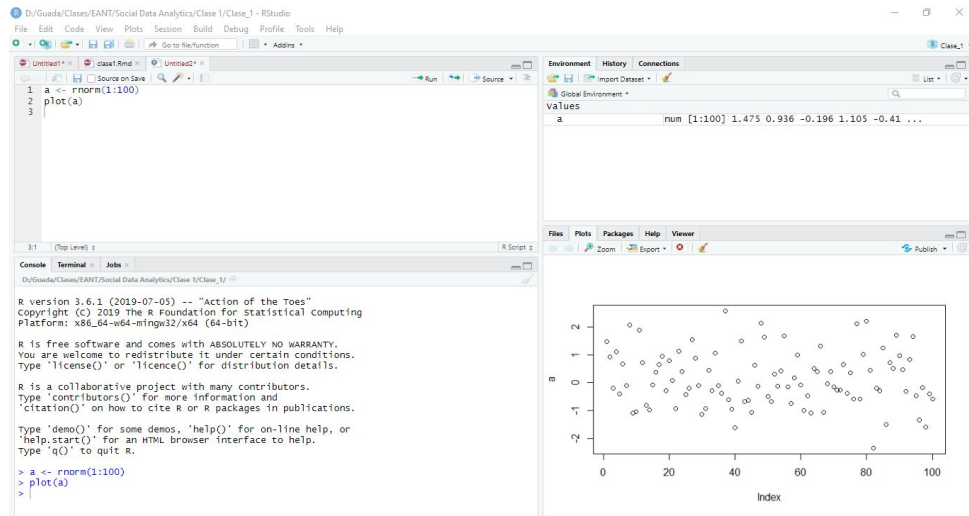 D:/Guada/Clases/EANT/Social Data Analytics/Clase 1/Clase_1 - RStudio
File Edit Code View Plots Session Build Debug Profile Tools Help
Go to file/function Addins
Clase_1
Untitled1* clase1.Rmd Untitled2*
Source on Save Run Source
1 a <- rnorm(1:100)
2 plot(a)
3
3:1 (Top Level) R Script
Console Terminal Jobs
D:/Guada/Clases/EANT/Social Data Analytics/Clase 1/Clase_1/
R version 3.6.1 (2019-07-05) -- "Action of the Toes"
Copyright (C) 2019 The R Foundation for Statistical Computing
Platform: x86_64-w64-mingw32/x64 (64-bit)
R is free software and comes with ABSOLUTELY NO WARRANTY.
You are welcome to redistribute it under certain conditions.
Type 'license()' or 'licence()' for distribution details.
R is a collaborative project with many contributors.
Type 'contributors()' for more information and
'citation()' on how to cite R or R packages in publications.
Type 'demo()' for some demos, 'help()' for on-line help, or
'help.start()' for an HTML browser interface to help.
Type 'q()' to quit R.
> a <- rnorm(1:100)
> plot(a)
>
Environment History Connections
Import Dataset List
Global Environment
values
a num [1:100] 1.475 0.936 -0.196 1.105 -0.41 ...
Files Plots Packages Help Viewer
Zoom Export Publish
2
1
0
-1
-2
a
0 20 40 60 80 100
Index